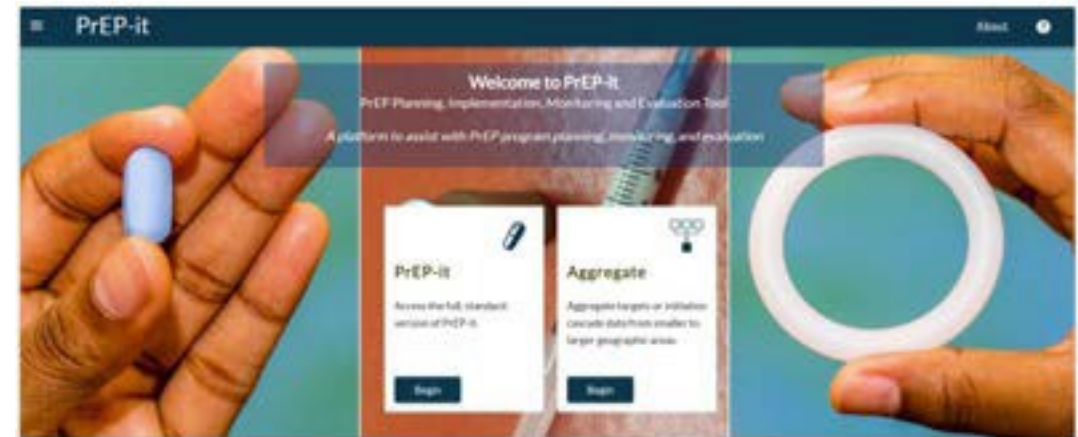 PrEP-it
About
?
Welcome to PrEP-it
PrEP Planning, Implementation, Monitoring and Evaluation Tool
A platform to assist with PrEP program planning, monitoring, and evaluation
PrEP-it
Access the full, standard
version of PrEP-it.
Begin
Aggregate
Aggregate targets or initiation
cascade data from smaller to
larger geographic areas.
Begin